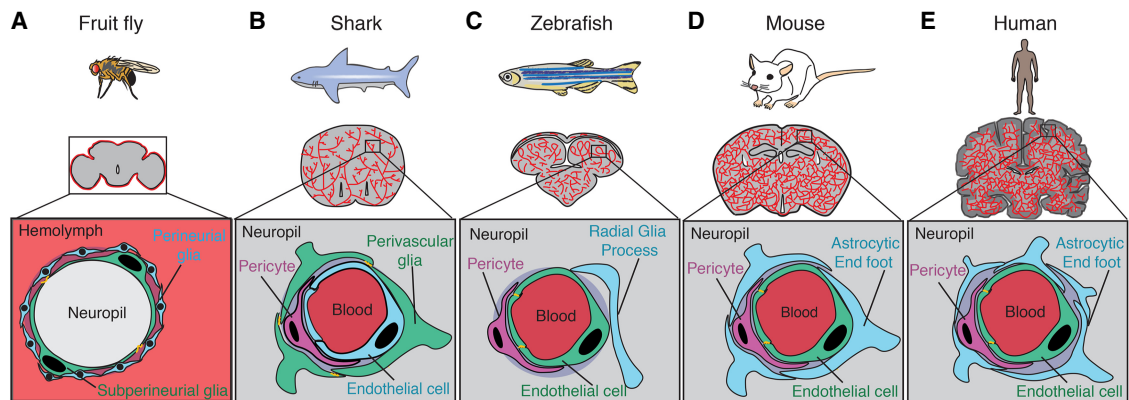 A Fruit fly
B Shark
C Zebrafish
D Mouse
E Human
Hemolymph
Perineurial
glia
Neuropil
Subperineurial glia
Neuropil
Perivascular
glia
Pericyte
Blood
Endothelial cell
Neuropil
Radial Glia
Process
Pericyte
Blood
Endothelial cell
Neuropil
Astrocytic
End foot
Pericyte
Blood
Endothelial cell
Neuropil
Astrocytic
End foot
Pericyte
Blood
Endothelial cell